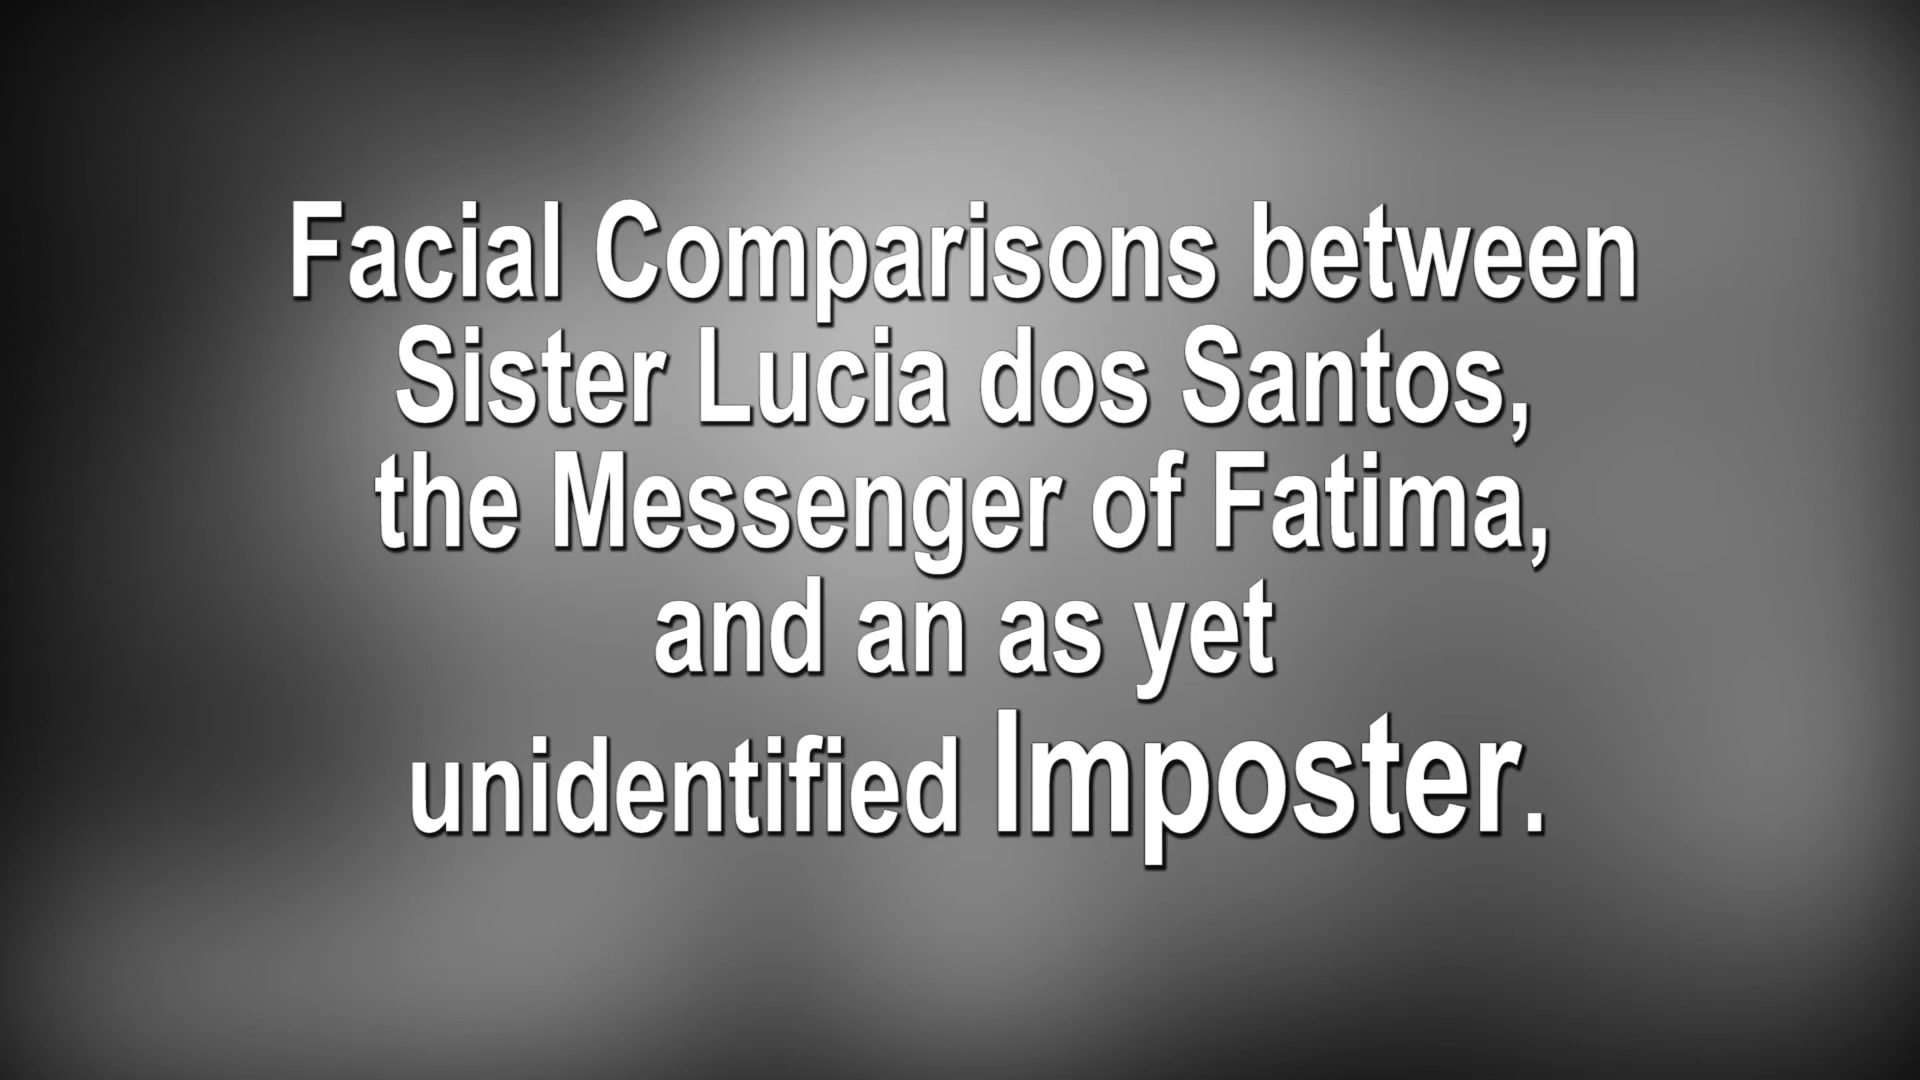 Facial Comparisons between
Sister Lucia dos Santos,
the Messenger of Fatima,
and an as yet
unidentified Imposter.